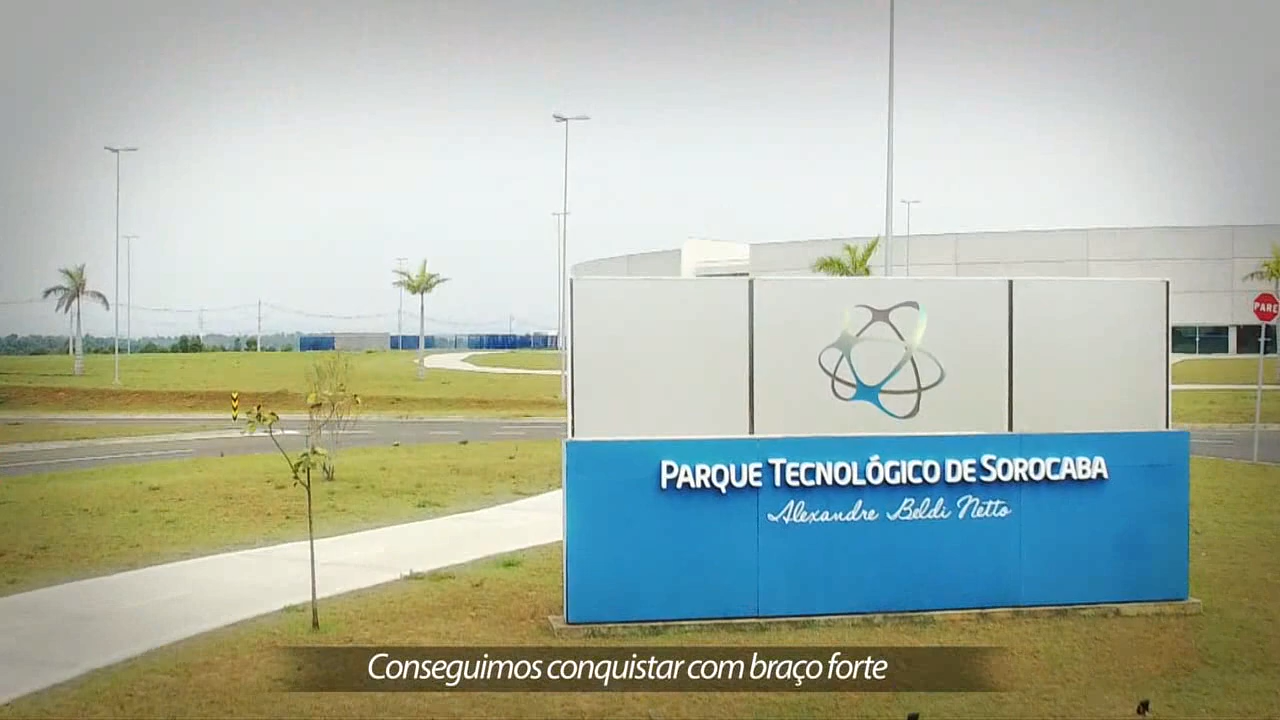 PARE
PARQUE TECNOLÓGICO DE SOROCABA
Alexandre Beldi Netto
Conseguimos conquistar com braço forte